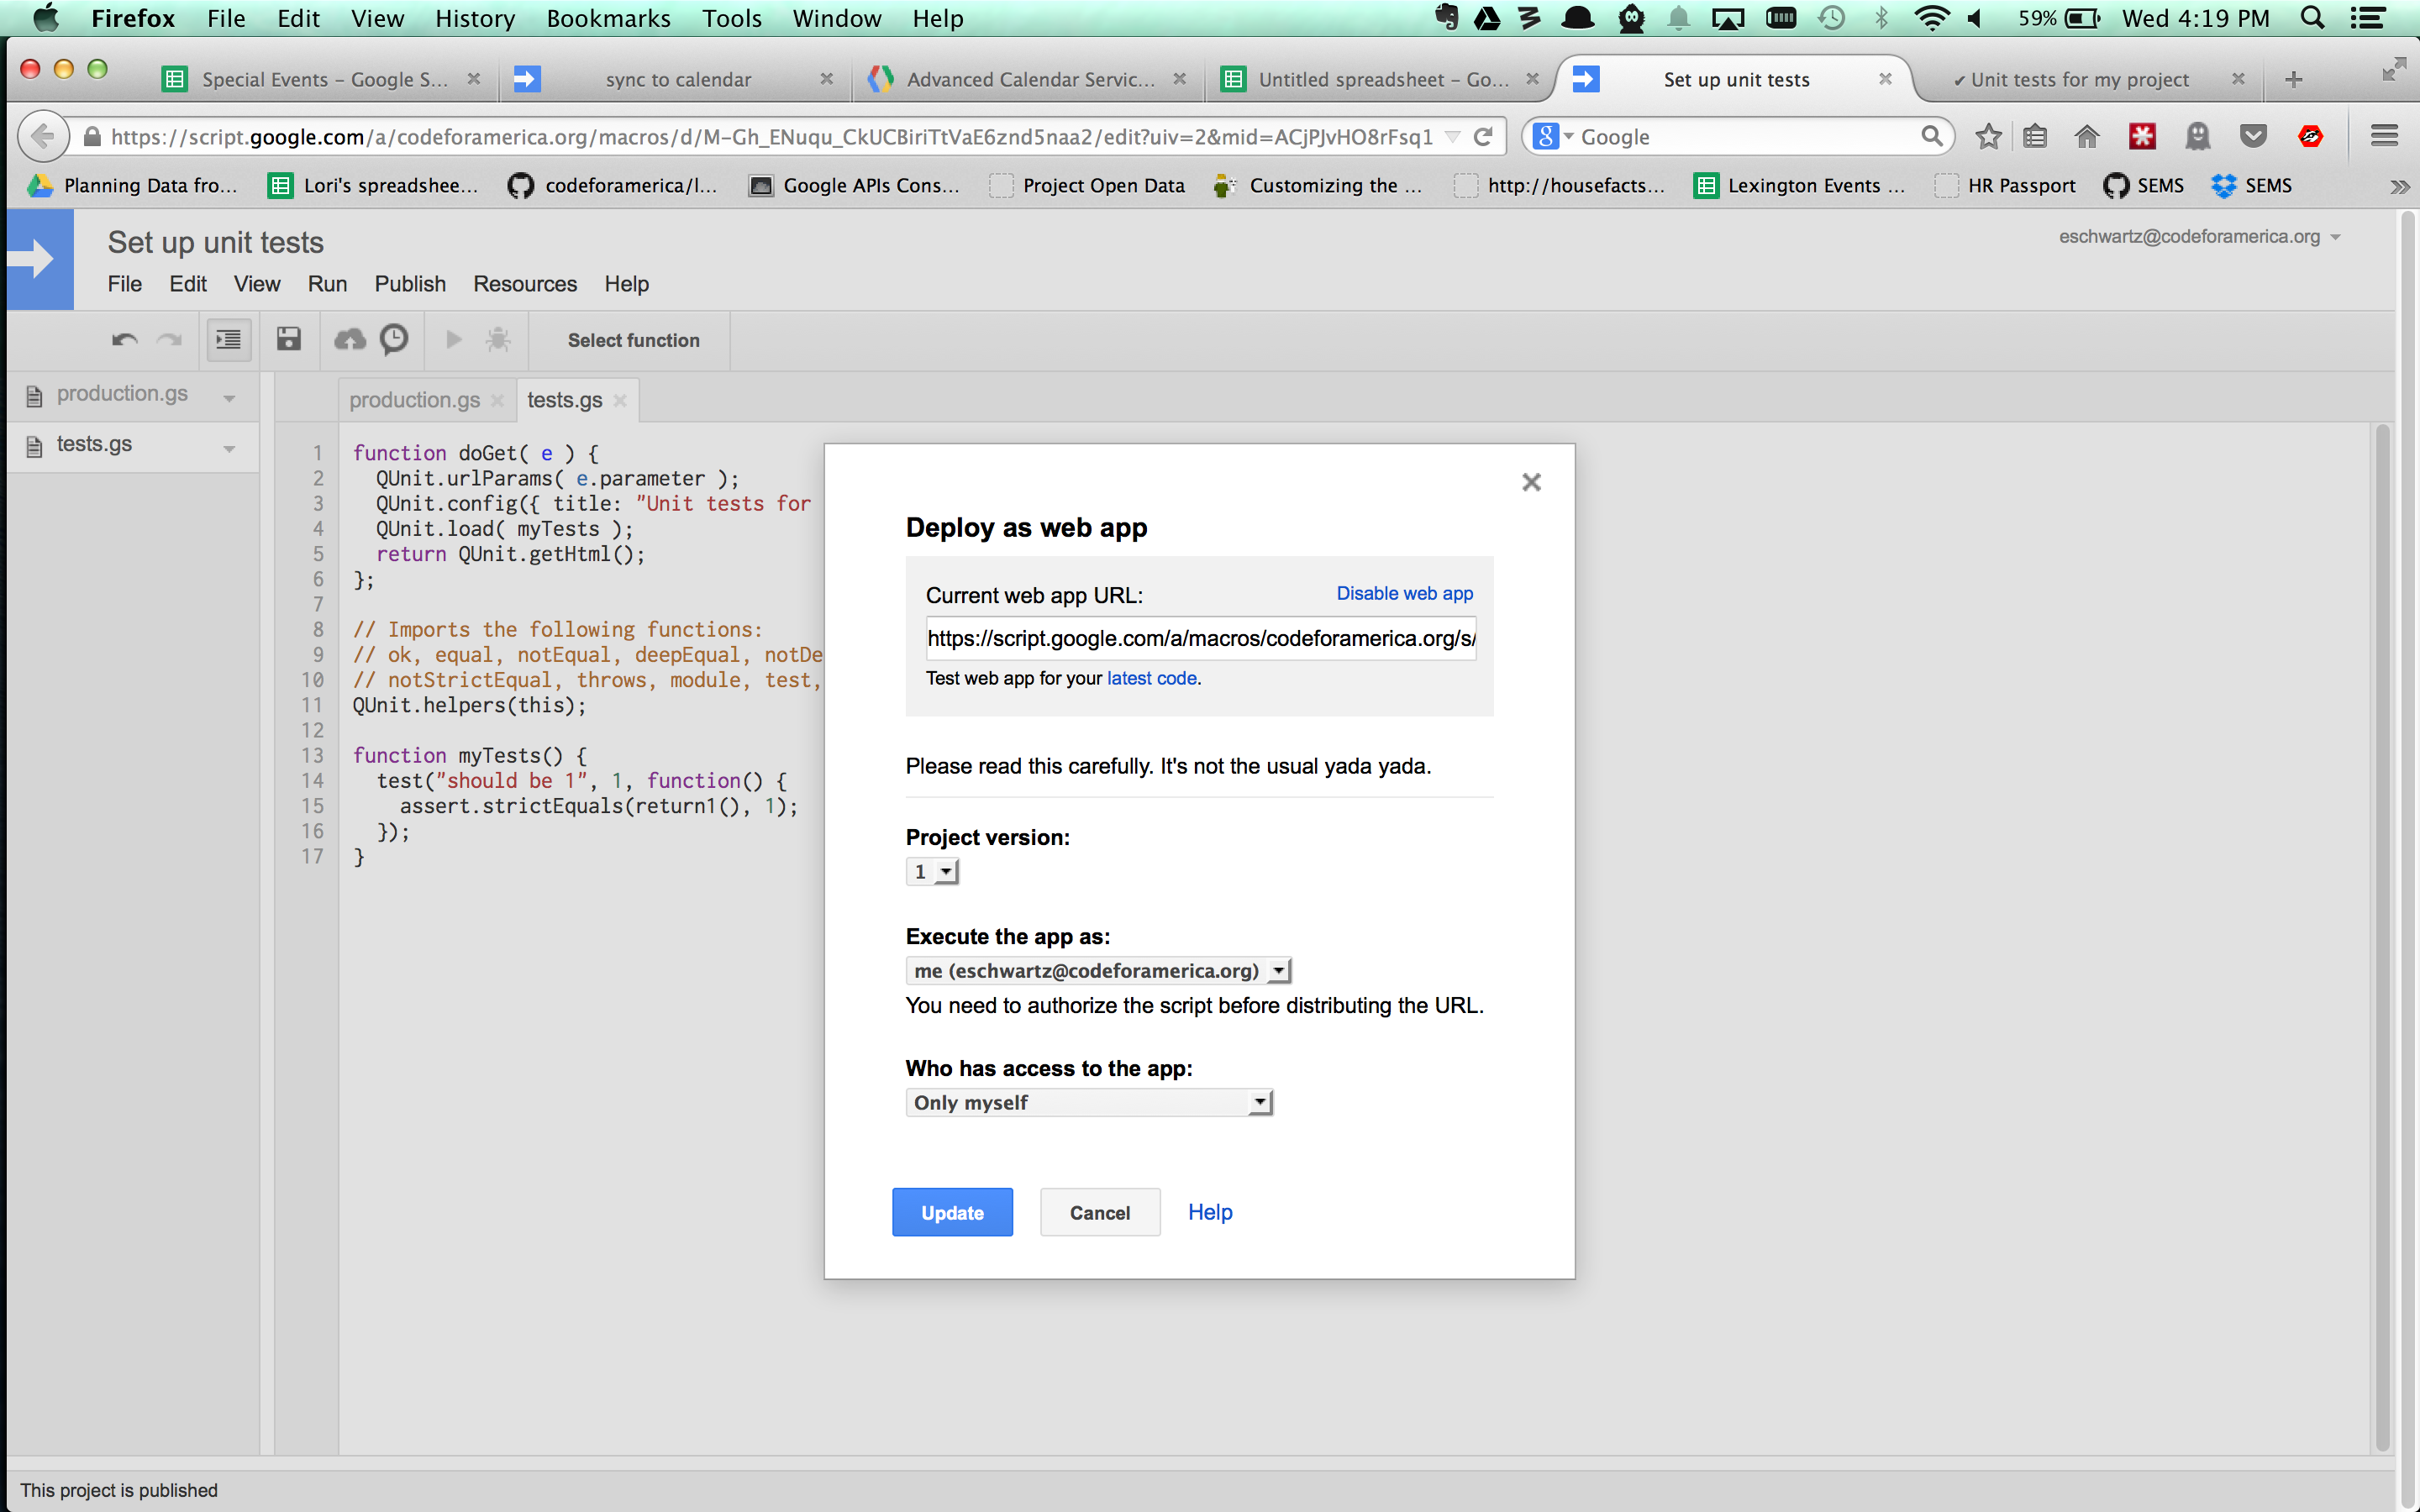 Firefox File Edit View History Bookmarks Tools Window Help 59% Wed 4:19 PM
Special Events – Google S... sync to calendar Advanced Calendar Servic... Untitled spreadsheet – Go... Set up unit tests ✔ Unit tests for my project
https://script.google.com/a/codeforamerica.org/macros/d/M-Gh_ENuqu_CkUCBiriTtVaE6znd5naa2/edit?uiv=2&mid=ACjPJvHO8rFsq1 Google
Planning Data fro... Lori's spreadshee... codeforamerica/l... Google APIs Cons... Project Open Data Customizing the ... http://housefacts... Lexington Events ... HR Passport SEMS SEMS
Set up unit tests
eschwartz@codeforamerica.org
File Edit View Run Publish Resources Help
Select function
production.gs
tests.gs
production.gs tests.gs
1 function doGet( e ) {
2 QUnit.urlParams( e.parameter );
3 QUnit.config({ title: "Unit tests for
4 QUnit.load( myTests );
5 return QUnit.getHtml();
6 };
7
8 // Imports the following functions:
9 // ok, equal, notEqual, deepEqual, notDe
10 // notStrictEqual, throws, module, test,
11 QUnit.helpers(this);
12
13 function myTests() {
14 test("should be 1", 1, function() {
15 assert.strictEquals(return1(), 1);
16 });
17 }
Deploy as web app
Current web app URL: Disable web app
https://script.google.com/a/macros/codeforamerica.org/s/
Test web app for your latest code.
Please read this carefully. It's not the usual yada yada.
Project version:
1
Execute the app as:
me (eschwartz@codeforamerica.org)
You need to authorize the script before distributing the URL.
Who has access to the app:
Only myself
Update Cancel Help
This project is published